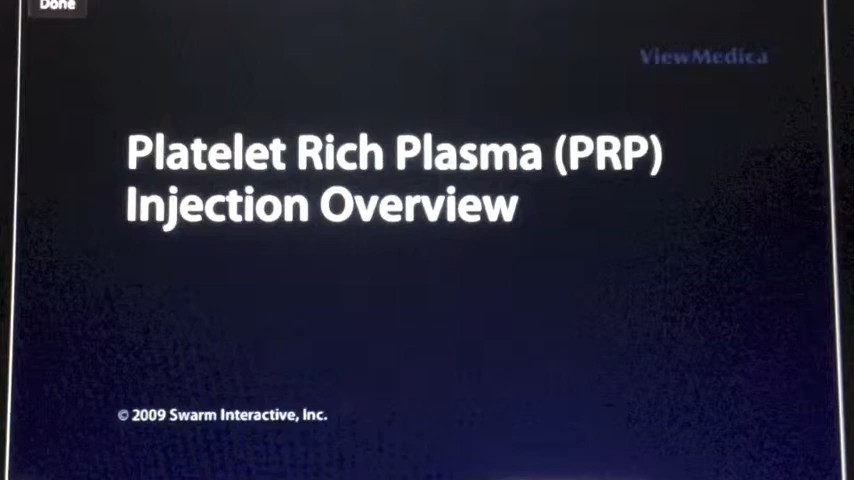 Done
ViewMedica
Platelet Rich Plasma (PRP)
Injection Overview
© 2009 Swarm Interactive, Inc.